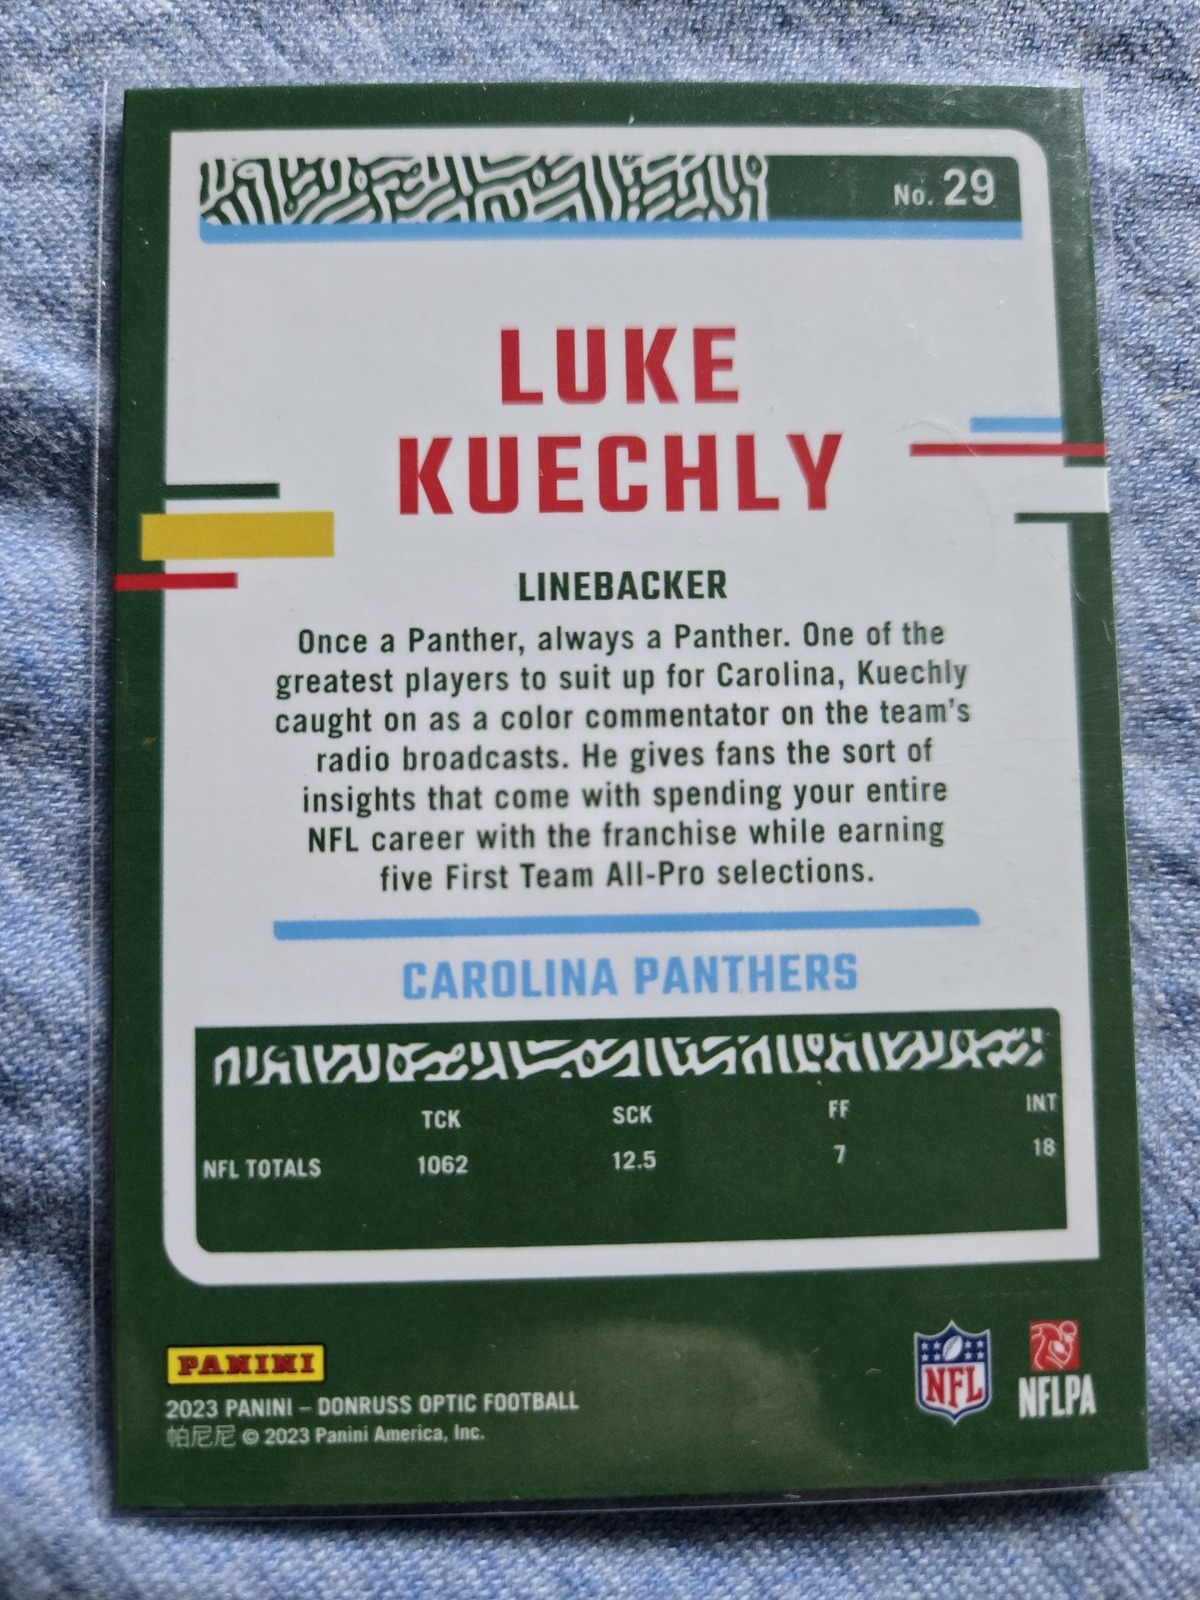 No. 29
LUKE
KUECHLY
LINEBACKER
Once a Panther, always a Panther. One of the
greatest players to suit up for Carolina, Kuechly
caught on as a color commentator on the team's
radio broadcasts. He gives fans the sort of
insights that come with spending your entire
NFL career with the franchise while earning
five First Team All-Pro selections.
CAROLINA PANTHERS
TCK SCK FF INT
NFL TOTALS 1062 12.5 7 18
PANINI
2023 PANINI – DONRUSS OPTIC FOOTBALL
帕尼尼 © 2023 Panini America, Inc.
NFL
NFLPA